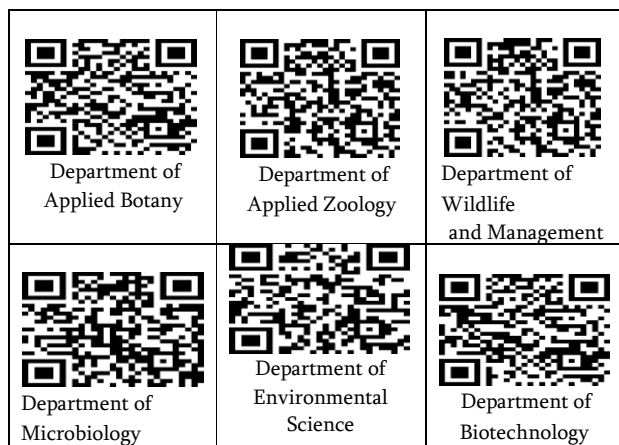 Department of
Applied Botany
Department of
Applied Zoology
Department of
Wildlife
and Management
Department of
Microbiology
Department of
Environmental
Science
Department of
Biotechnology